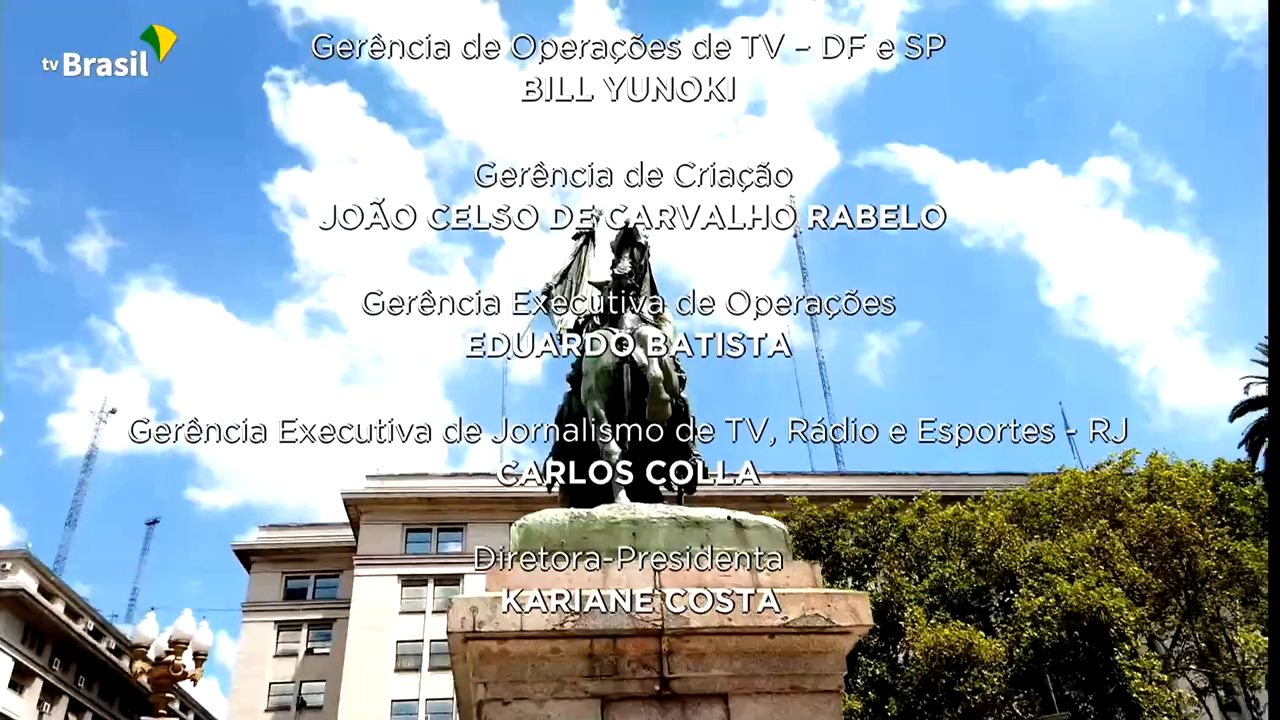 tv Brasil
Gerência de Operações de TV – DF e SP
BILL YUNOKI
Gerência de Criação
JOÃO CELSO DE CARVALHO RABELO
Gerência Executiva de Operações
EDUARDO BATISTA
Gerência Executiva de Jornalismo de TV, Rádio e Esportes - RJ
CARLOS COLLA
Diretora-Presidenta
KARIANE COSTA